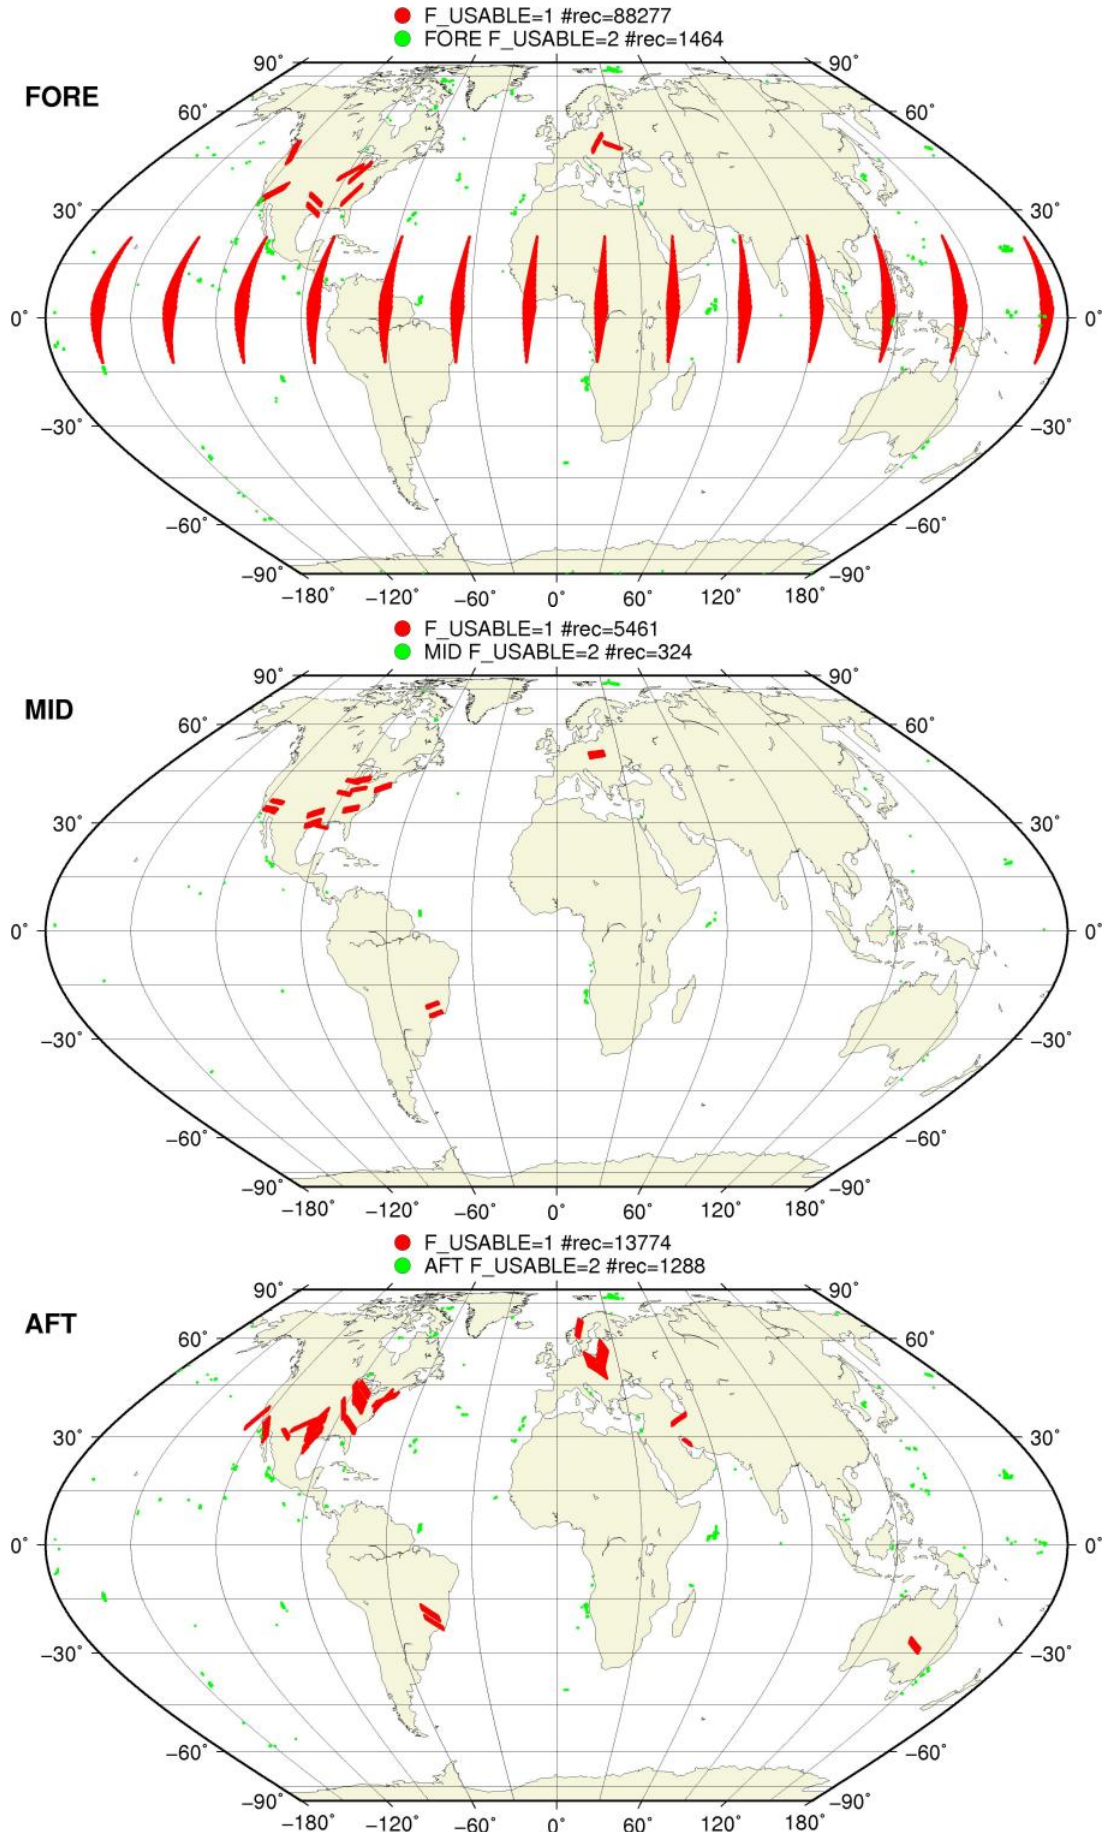 F_USABLE=1 #rec=88277
FORE F_USABLE=2 #rec=1464
FORE
90˚ 90˚
60˚ 60˚
30˚ 30˚
0˚ 0˚
−30˚ −30˚
−60˚ −60˚
−90˚ −90˚
−180˚ −120˚ −60˚ 0˚ 60˚ 120˚ 180˚
F_USABLE=1 #rec=5461
MID F_USABLE=2 #rec=324
MID
90˚ 90˚
60˚ 60˚
30˚ 30˚
0˚ 0˚
−30˚ −30˚
−60˚ −60˚
−90˚ −90˚
−180˚ −120˚ −60˚ 0˚ 60˚ 120˚ 180˚
F_USABLE=1 #rec=13774
AFT F_USABLE=2 #rec=1288
AFT
90˚ 90˚
60˚ 60˚
30˚ 30˚
0˚ 0˚
−30˚ −30˚
−60˚ −60˚
−90˚ −90˚
−180˚ −120˚ −60˚ 0˚ 60˚ 120˚ 180˚